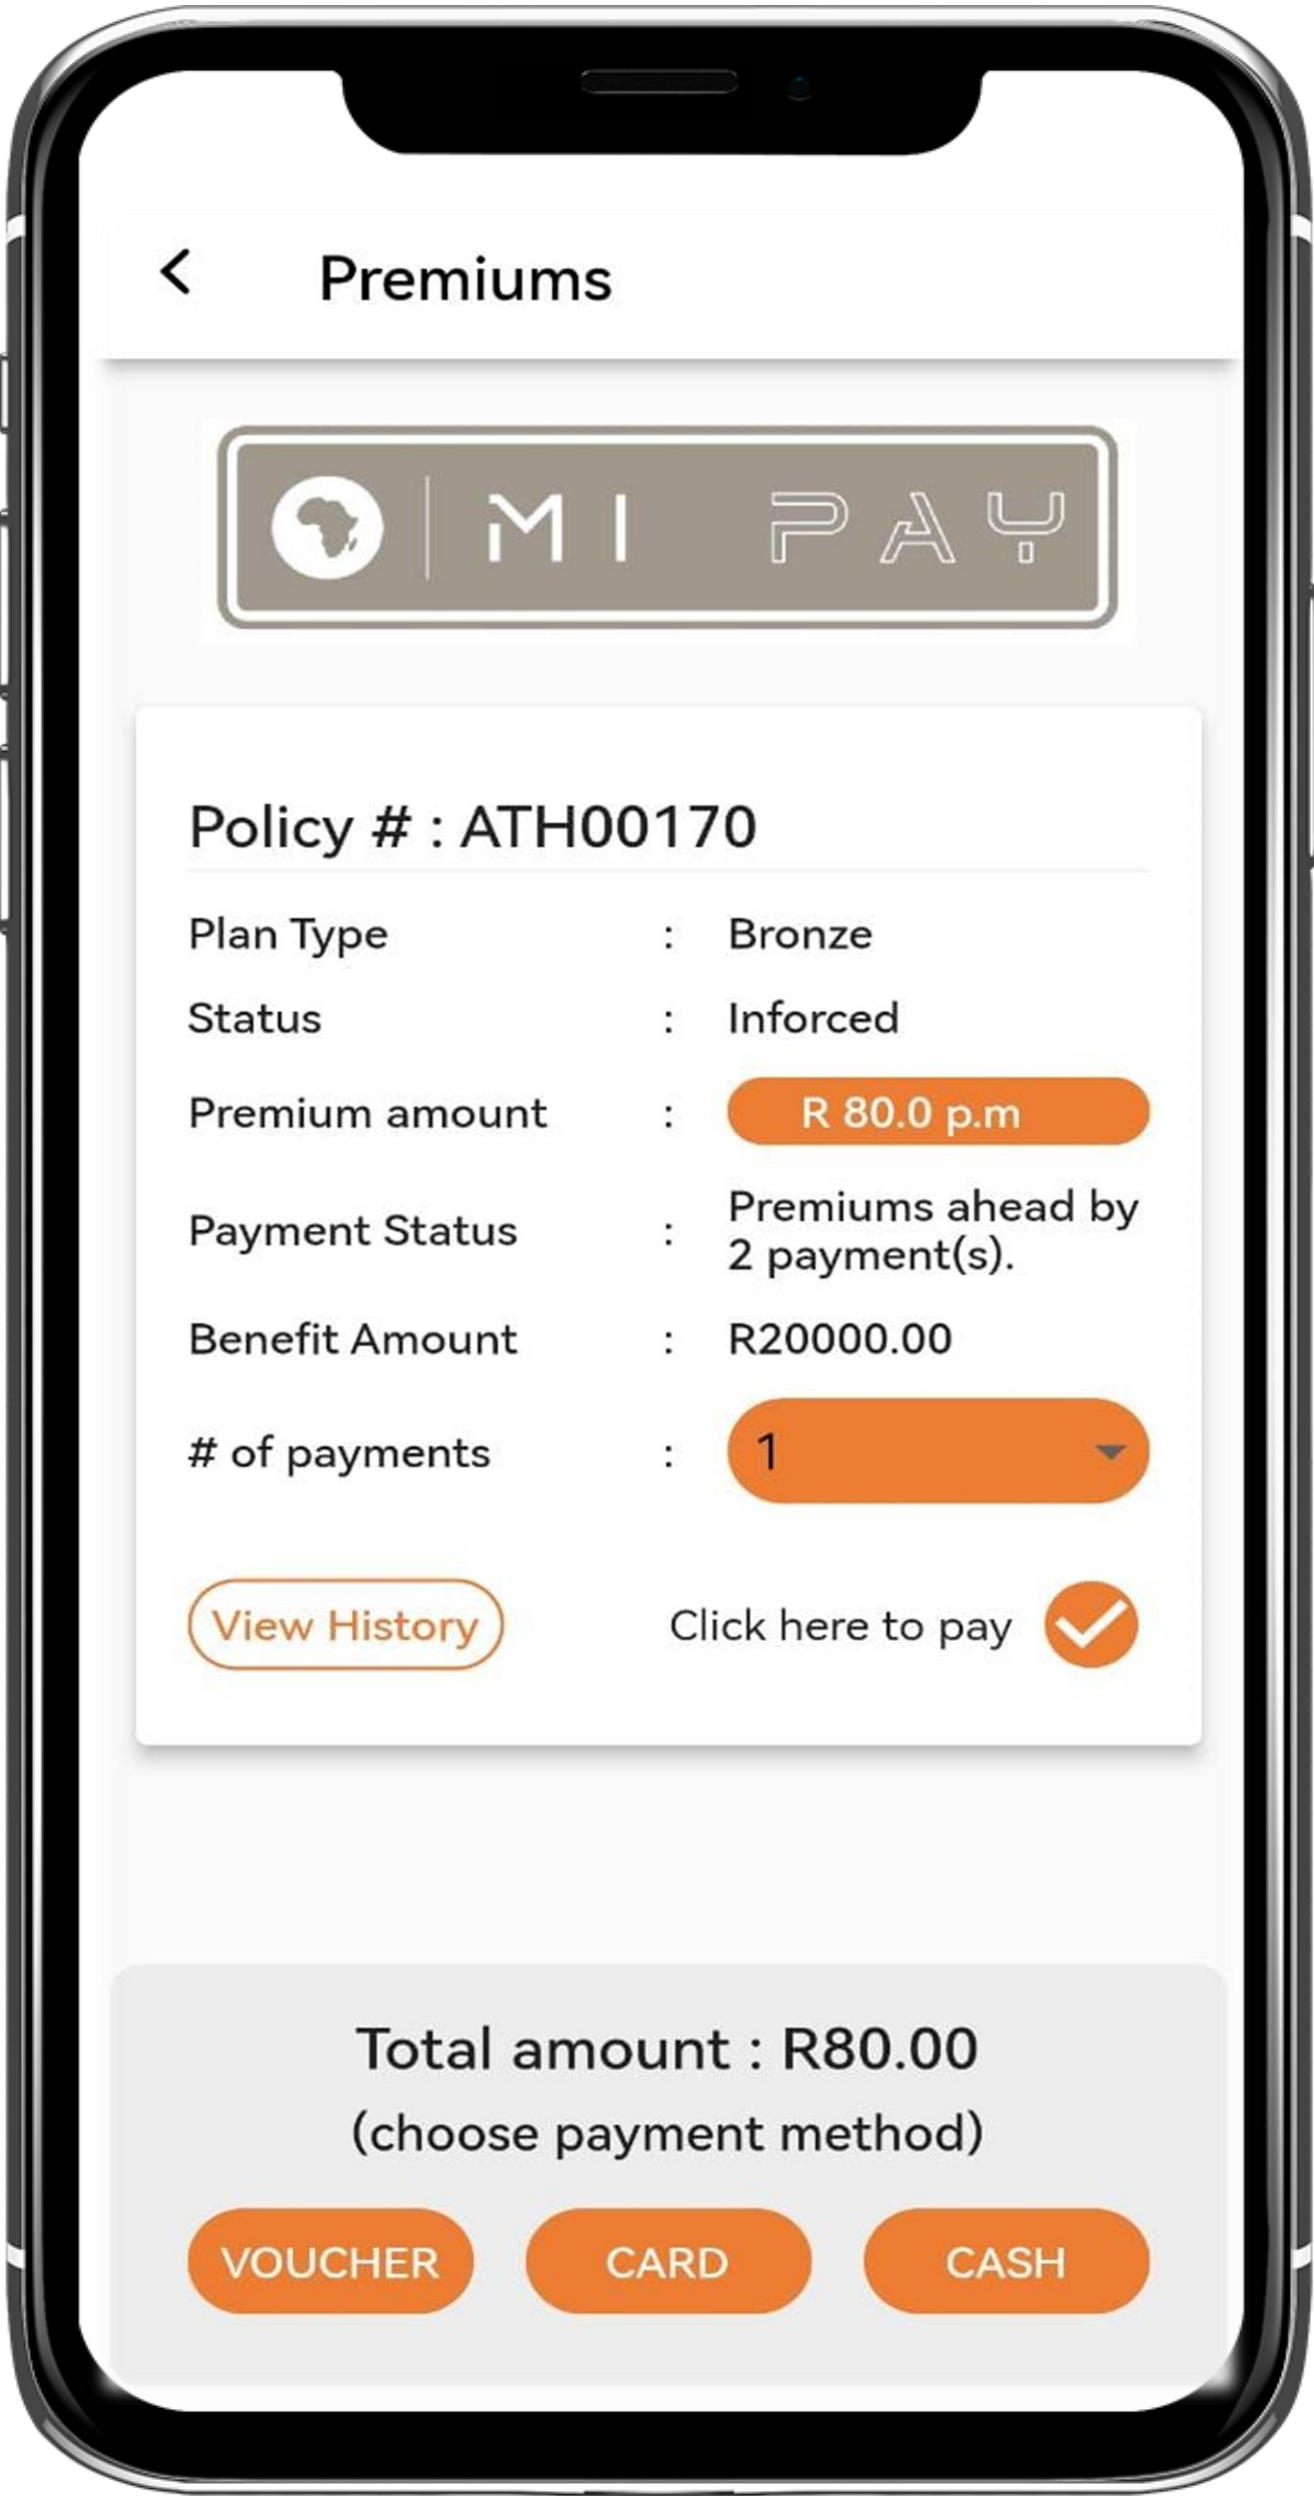 Premiums
MI PAY
Policy # : ATH00170
Plan Type : Bronze
Status : Inforced
Premium amount : R 80.0 p.m
Payment Status : Premiums ahead by
2 payment(s).
Benefit Amount : R20000.00
# of payments : 1
View History Click here to pay
Total amount : R80.00
(choose payment method)
VOUCHER CARD CASH